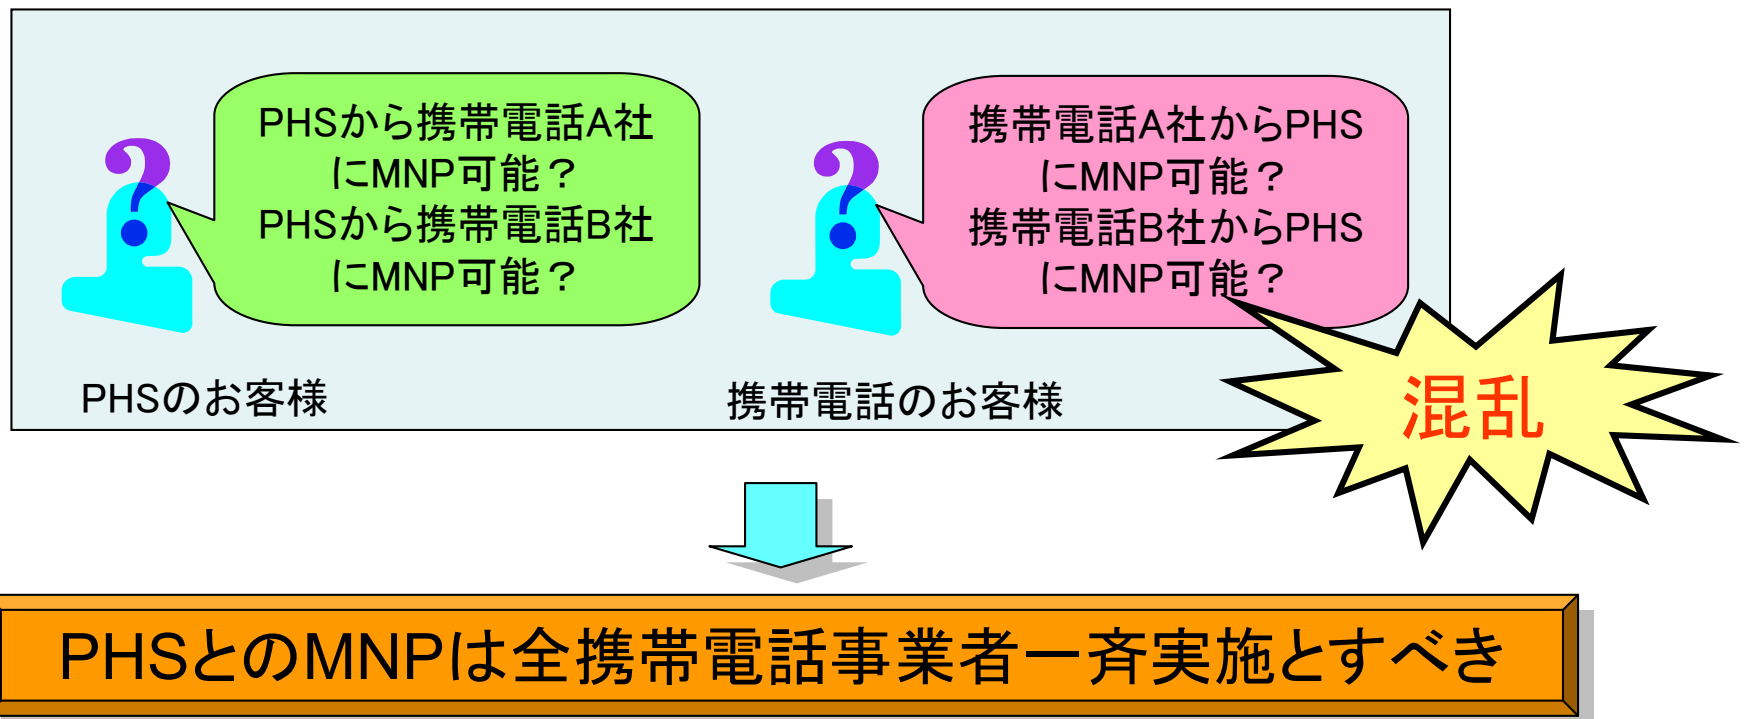 PHSから携帯電話A社
にMNP可能？
PHSから携帯電話B社
にMNP可能？
携帯電話A社からPHS
にMNP可能？
携帯電話B社からPHS
にMNP可能？
PHSのお客様
携帯電話のお客様
混乱
PHSとのMNPは全携帯電話事業者一斉実施とすべき